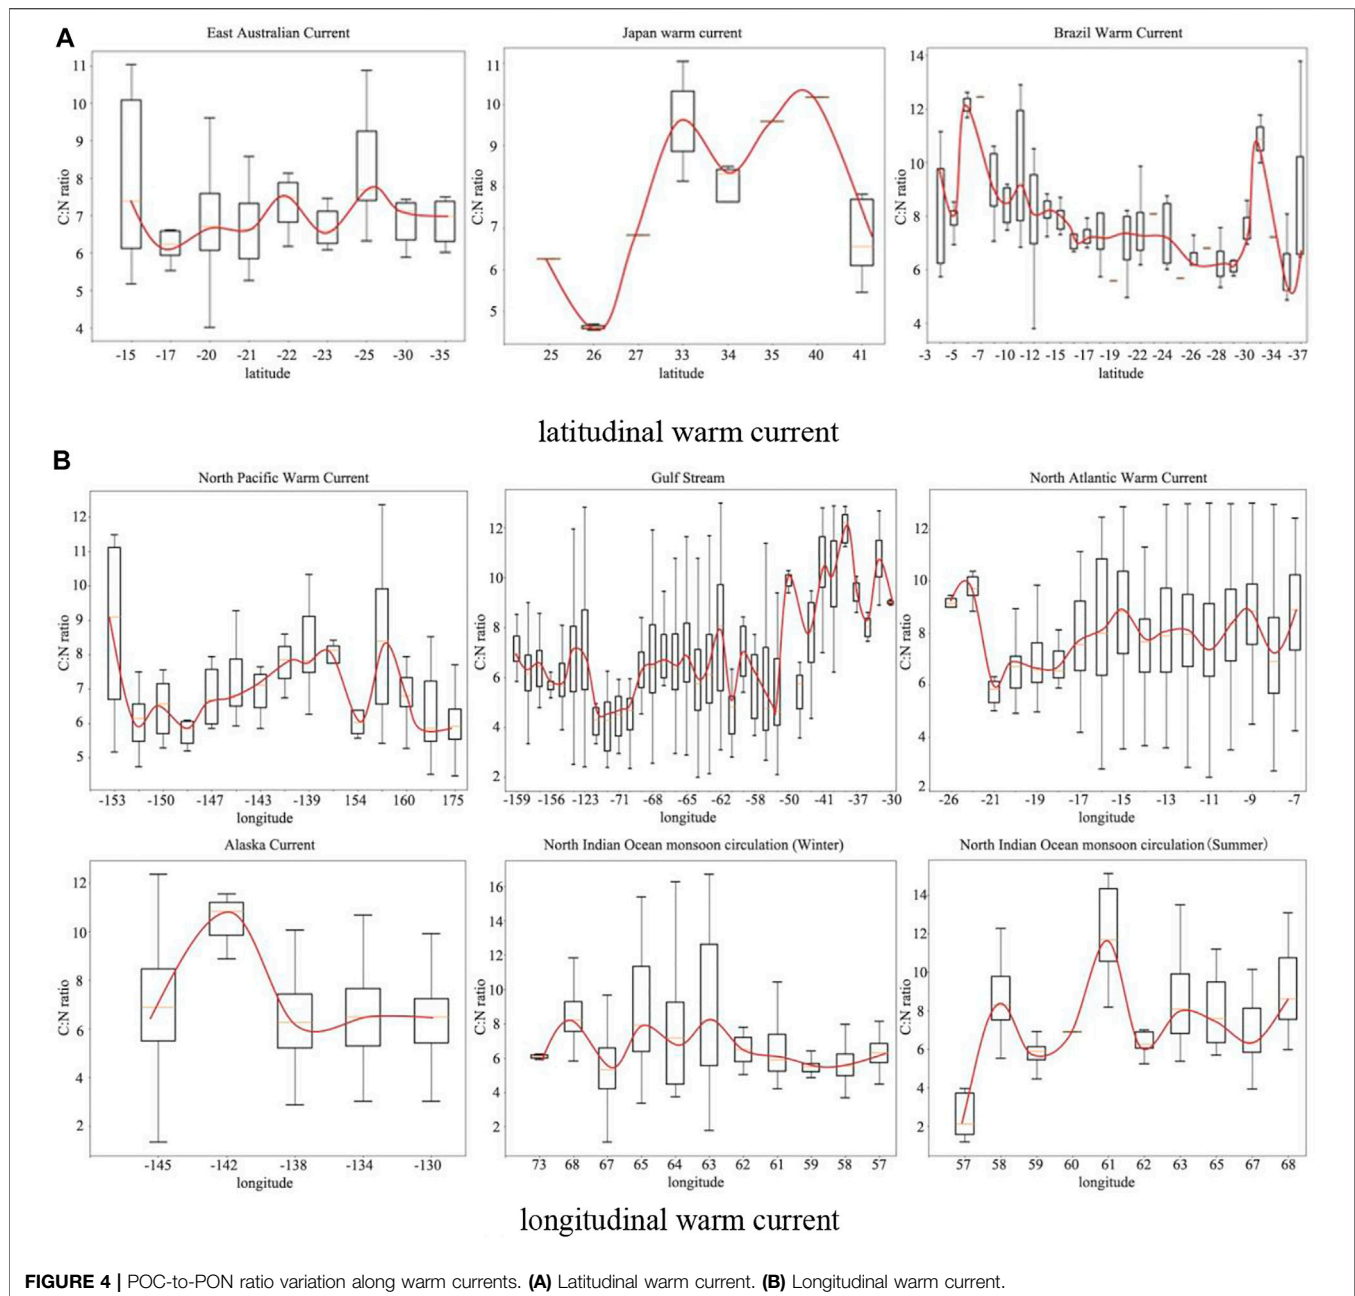 A
East Australian Current
Japan warm current
Brazil Warm Current
C:N ratio
11
10
9
8
7
6
5
4
-15 -17 -20 -21 -22 -23 -25 -30 -35
latitude
C:N ratio
11
10
9
8
7
6
5
25 26 27 33 34 35 40 41
latitude
C:N ratio
14
12
10
8
6
4
-3 -5 -7 -10 -12 -15 -17 -19 -22 -24 -26 -28 -30 -34 -37
latitude
latitudinal warm current
B
North Pacific Warm Current
Gulf Stream
North Atlantic Warm Current
C:N ratio
12
11
10
9
8
7
6
5
-153 -150 -147 -143 -139 154 160 175
longitude
C:N ratio
12
10
8
6
4
2
-159 -156 -123 -71 -68 -65 -62 -58 -50 -41 -37 -30
longitude
C:N ratio
12
10
8
6
4
2
-26 -21 -19 -17 -15 -13 -11 -9 -7
longitude
Alaska Current
North Indian Ocean monsoon circulation (Winter)
North Indian Ocean monsoon circulation（Summer）
C:N ratio
12
10
8
6
4
2
-145 -142 -138 -134 -130
longitude
C:N ratio
16
14
12
10
8
6
4
2
73 68 67 65 64 63 62 61 59 58 57
longitude
C:N ratio
14
12
10
8
6
4
2
57 58 59 60 61 62 63 65 67 68
longitude
longitudinal warm current
FIGURE 4 | POC-to-PON ratio variation along warm currents. (A) Latitudinal warm current. (B) Longitudinal warm current.